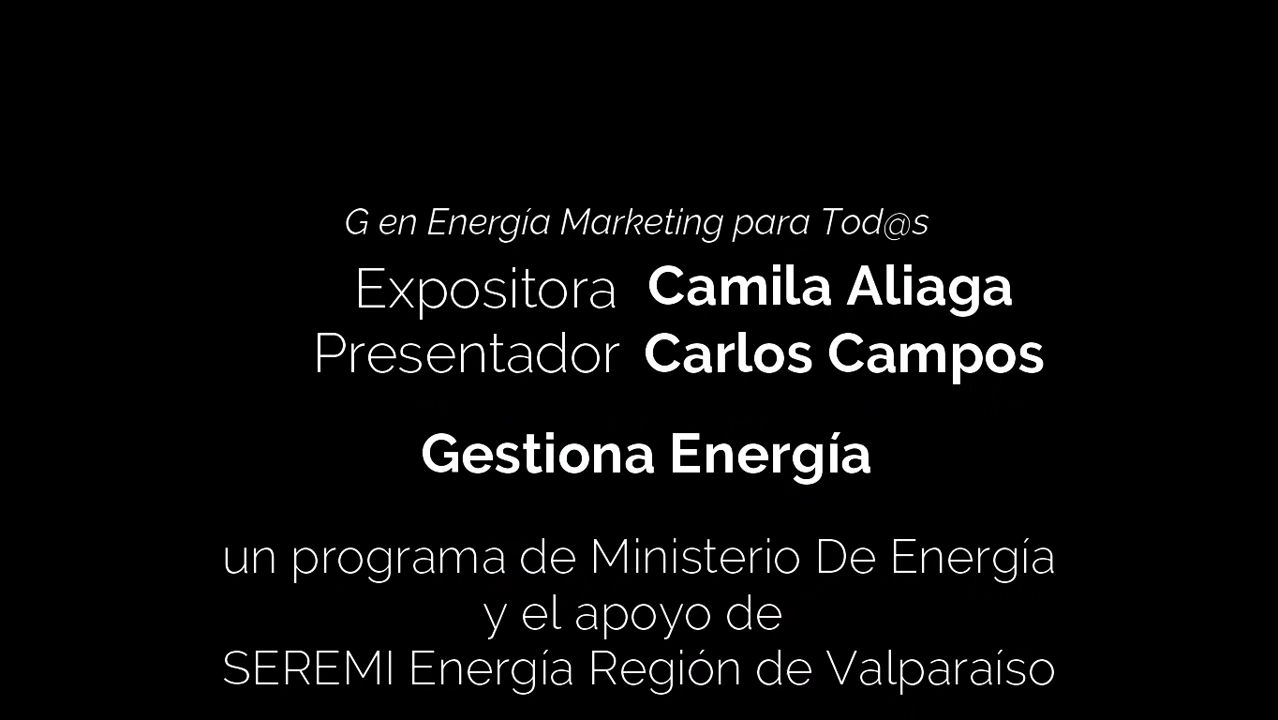 G en Energía Marketing para Tod@s
Expositora Camila Aliaga
Presentador Carlos Campos
Gestiona Energía
un programa de Ministerio De Energía
y el apoyo de
SEREMI Energía Región de Valparaíso